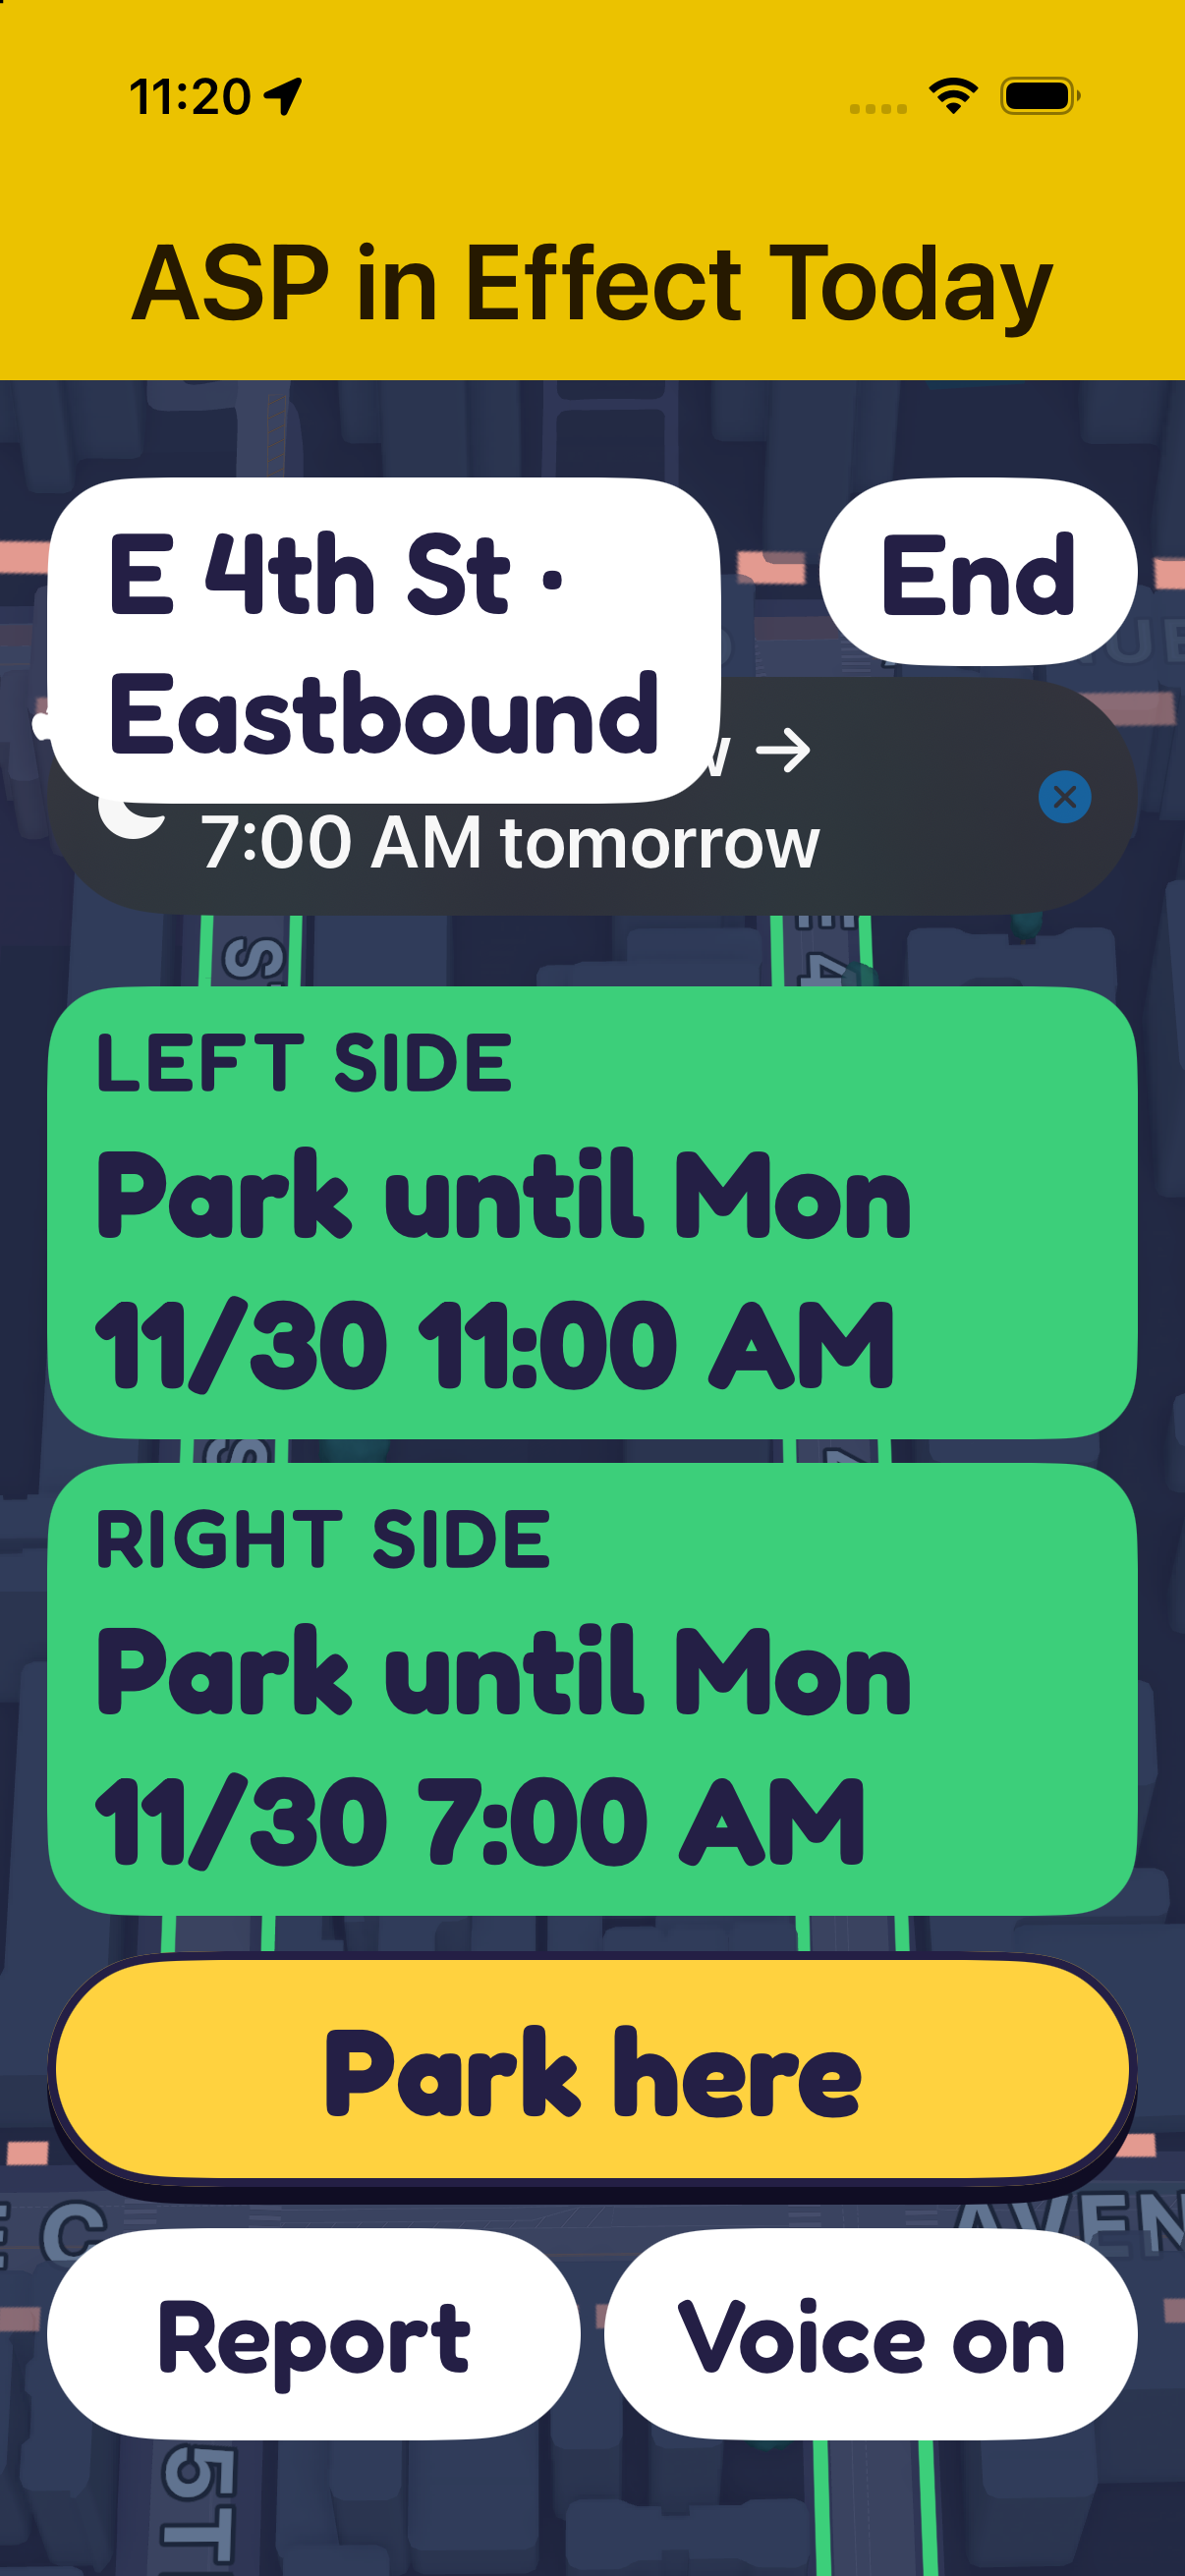 11:20
ASP in Effect Today
E 4th St ·
Eastbound
End
7:00 AM tomorrow
LEFT SIDE
Park until Mon
11/30 11:00 AM
RIGHT SIDE
Park until Mon
11/30 7:00 AM
Park here
Report
Voice on